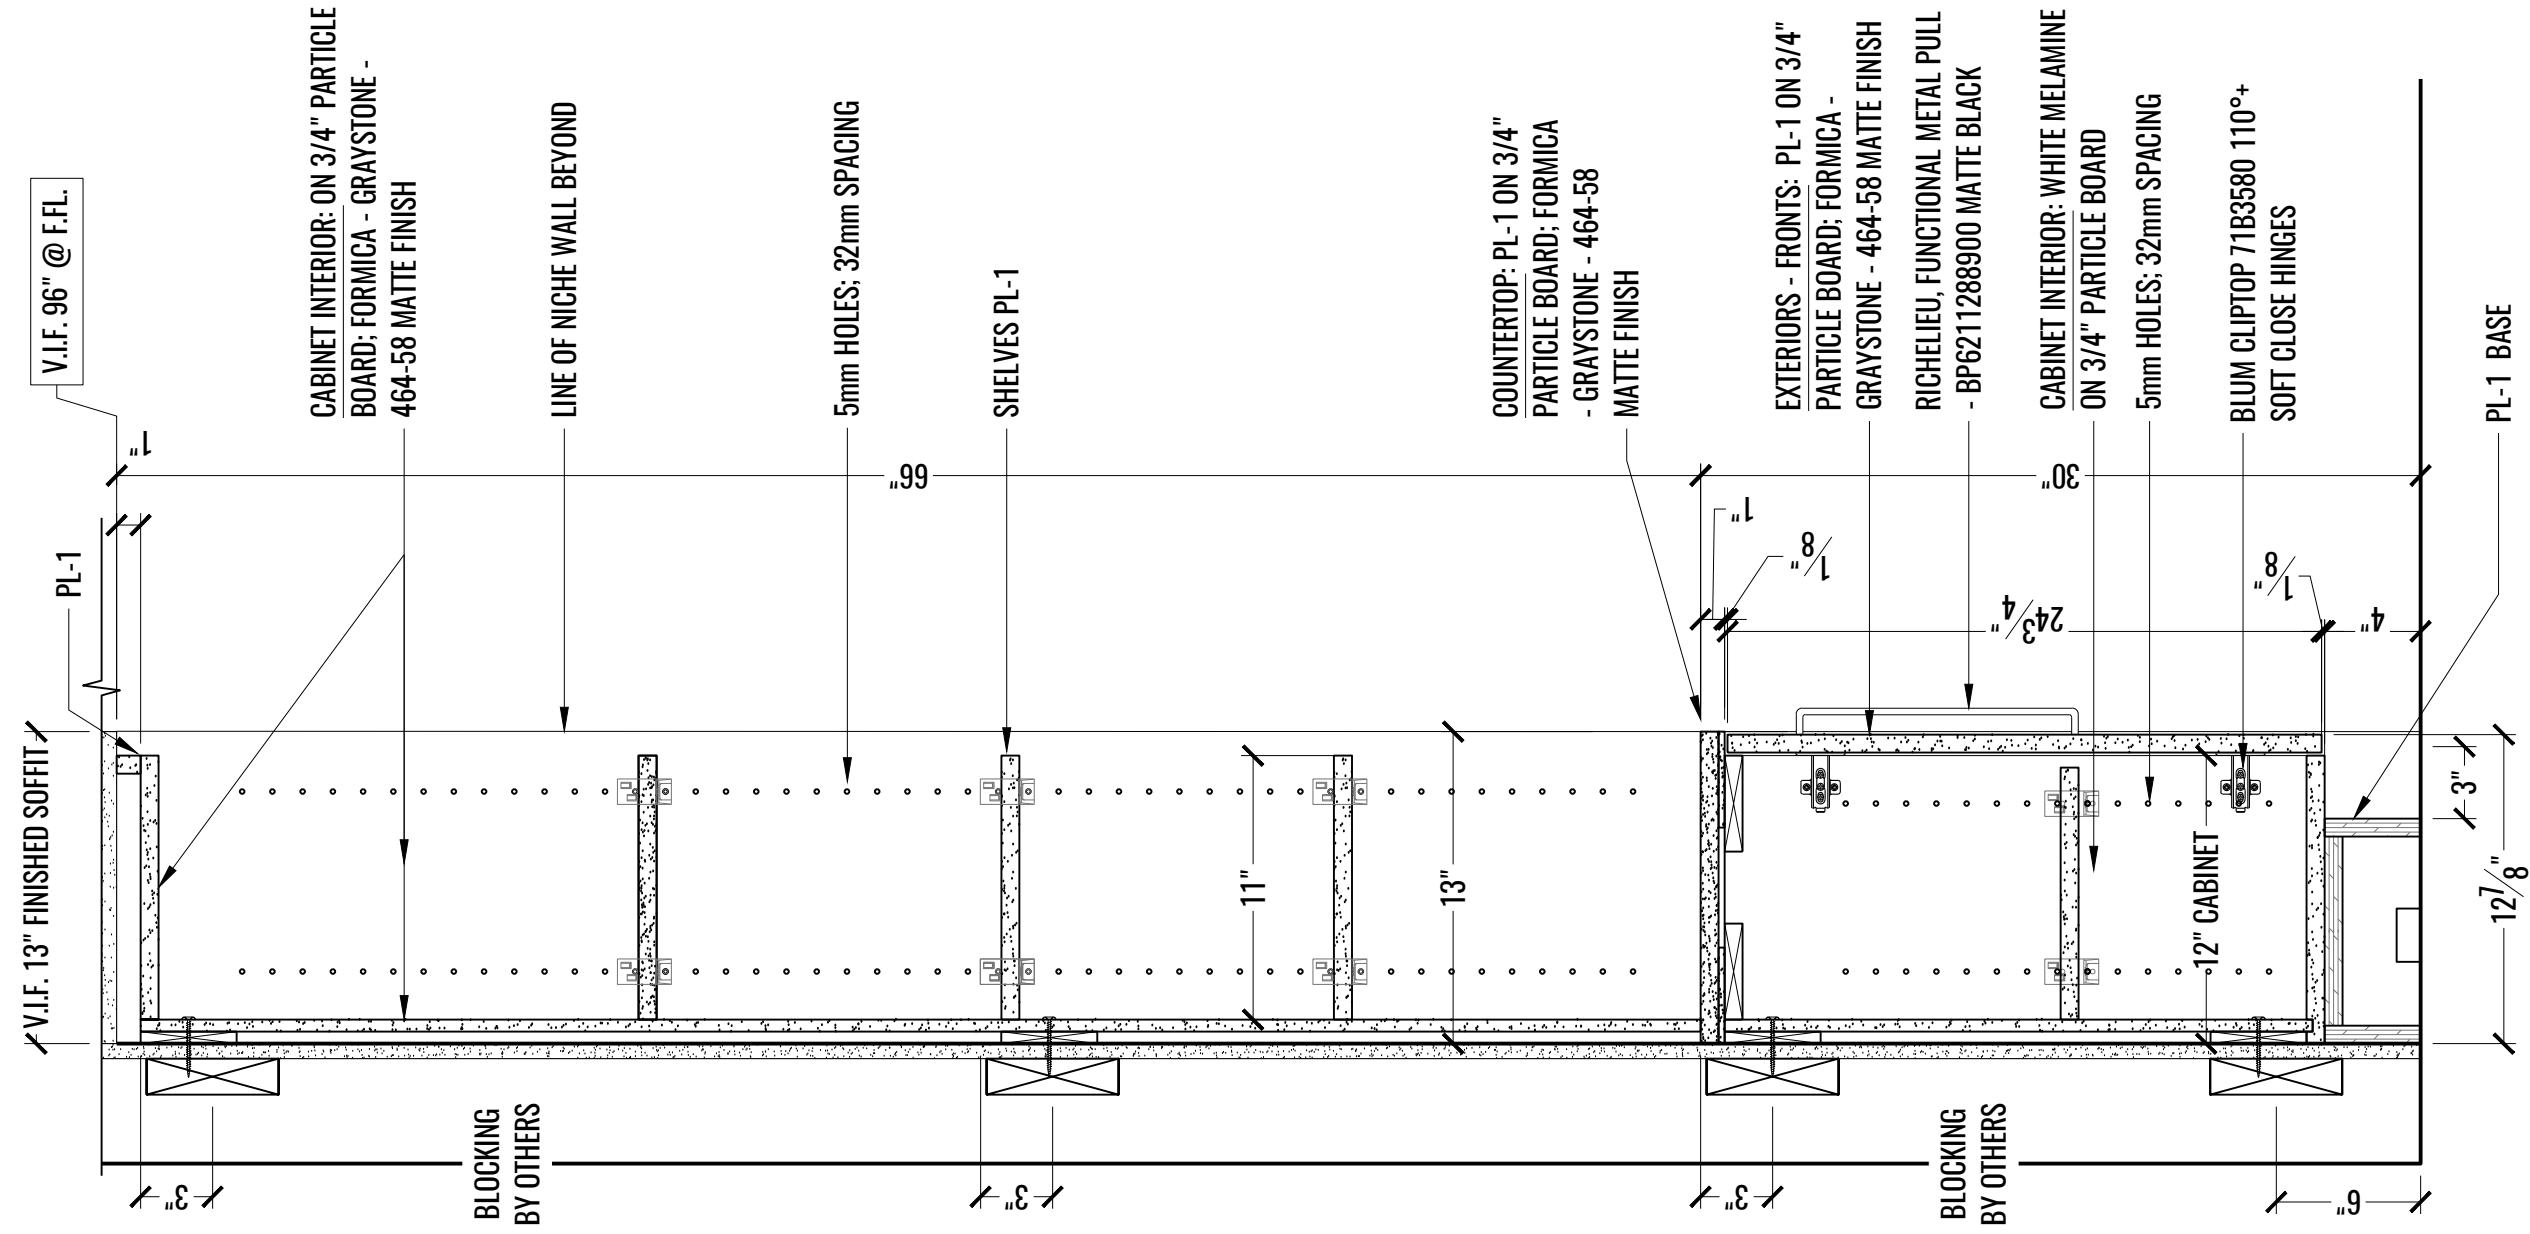 V.I.F. 96" @ F.FL.
CABINET INTERIOR: ON 3/4" PARTICLE
BOARD; FORMICA - GRAYSTONE -
464-58 MATTE FINISH
LINE OF NICHE WALL BEYOND
5mm HOLES; 32mm SPACING
SHELVES PL-1
COUNTERTOP: PL-1 ON 3/4"
PARTICLE BOARD; FORMICA
- GRAYSTONE - 464-58
MATTE FINISH
EXTERIORS - FRONTS: PL-1 ON 3/4"
PARTICLE BOARD; FORMICA -
GRAYSTONE - 464-58 MATTE FINISH
RICHELIEU, FUNCTIONAL METAL PULL
- BP62111288900 MATTE BLACK
CABINET INTERIOR: WHITE MELAMINE
ON 3/4" PARTICLE BOARD
5mm HOLES; 32mm SPACING
BLUM CLIPTOP 71B3580 110°+
SOFT CLOSE HINGES
PL-1 BASE
1"
66"
30"
PL-1
1"
1/8"
24 3/4"
1/8"
4"
V.I.F. 13" FINISHED SOFFIT
11"
13"
12" CABINET
3"
12 7/8"
BLOCKING
BY OTHERS
BLOCKING
BY OTHERS
3"
3"
3"
6"